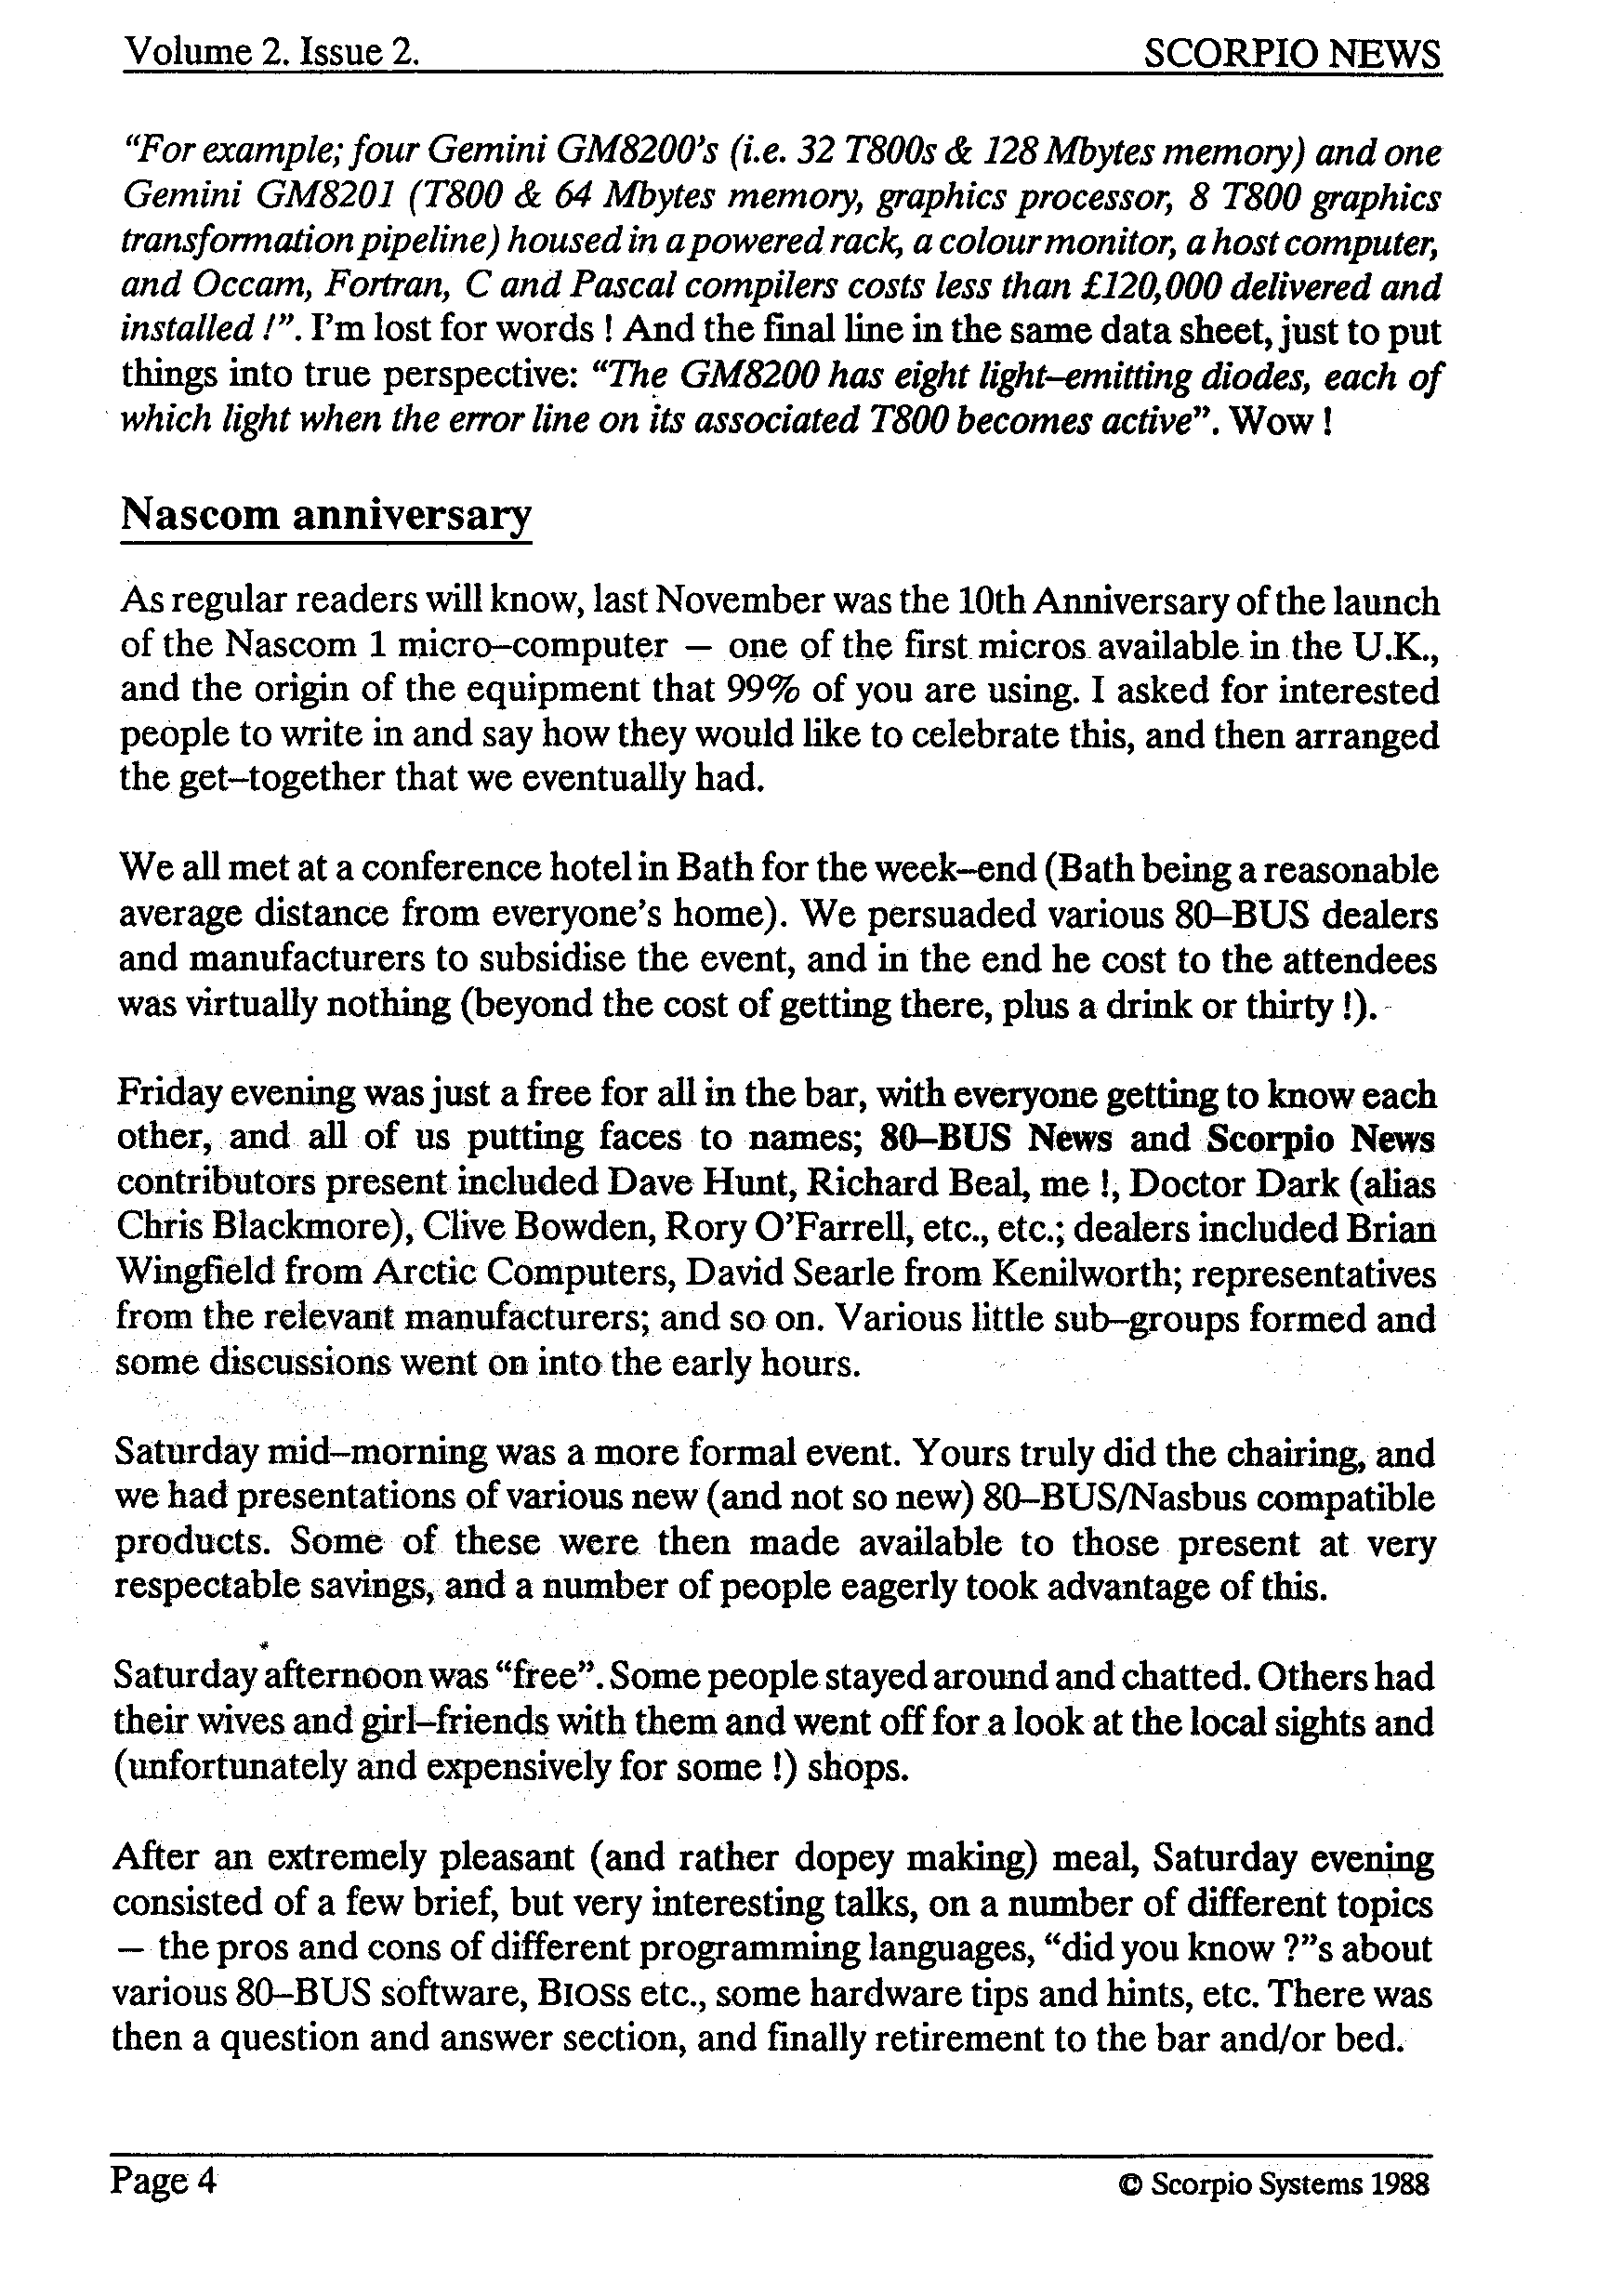 Volume 2. Issue 2. SCORPIO NEWS
“For example; four Gemini GM8200’s (i.e. 32 T800s & 128 Mbytes memory) and one
Gemini GM8201 (T800 & 64 Mbytes memory, graphics processor, 8 T800 graphics
transformation pipeline) housed in a powered rack, a colour monitor, a host computer,
and Occam, Fortran, C and Pascal compilers costs less than £120,000 delivered and
installed !”. I’m lost for words ! And the final line in the same data sheet, just to put
things into true perspective: “The GM8200 has eight light–emitting diodes, each of
which light when the error line on its associated T800 becomes active”. Wow !
Nascom anniversary
As regular readers will know, last November was the 10th Anniversary of the launch
of the Nascom 1 micro–computer — one of the first micros available in the U.K.,
and the origin of the equipment that 99% of you are using. I asked for interested
people to write in and say how they would like to celebrate this, and then arranged
the get–together that we eventually had.
We all met at a conference hotel in Bath for the week–end (Bath being a reasonable
average distance from everyone’s home). We persuaded various 80–BUS dealers
and manufacturers to subsidise the event, and in the end he cost to the attendees
was virtually nothing (beyond the cost of getting there, plus a drink or thirty !).
Friday evening was just a free for all in the bar, with everyone getting to know each
other, and all of us putting faces to names; 80–BUS News and Scorpio News
contributors present included Dave Hunt, Richard Beal, me !, Doctor Dark (alias
Chris Blackmore), Clive Bowden, Rory O’Farrell, etc., etc.; dealers included Brian
Wingfield from Arctic Computers, David Searle from Kenilworth; representatives
from the relevant manufacturers; and so on. Various little sub–groups formed and
some discussions went on into the early hours.
Saturday mid–morning was a more formal event. Yours truly did the chairing, and
we had presentations of various new (and not so new) 80–BUS/Nasbus compatible
products. Some of these were then made available to those present at very
respectable savings, and a number of people eagerly took advantage of this.
Saturday afternoon was “free”. Some people stayed around and chatted. Others had
their wives and girl–friends with them and went off for a look at the local sights and
(unfortunately and expensively for some !) shops.
After an extremely pleasant (and rather dopey making) meal, Saturday evening
consisted of a few brief, but very interesting talks, on a number of different topics
— the pros and cons of different programming languages, “did you know ?”s about
various 80–BUS software, BIOSs etc., some hardware tips and hints, etc. There was
then a question and answer section, and finally retirement to the bar and/or bed.
Page 4 © Scorpio Systems 1988